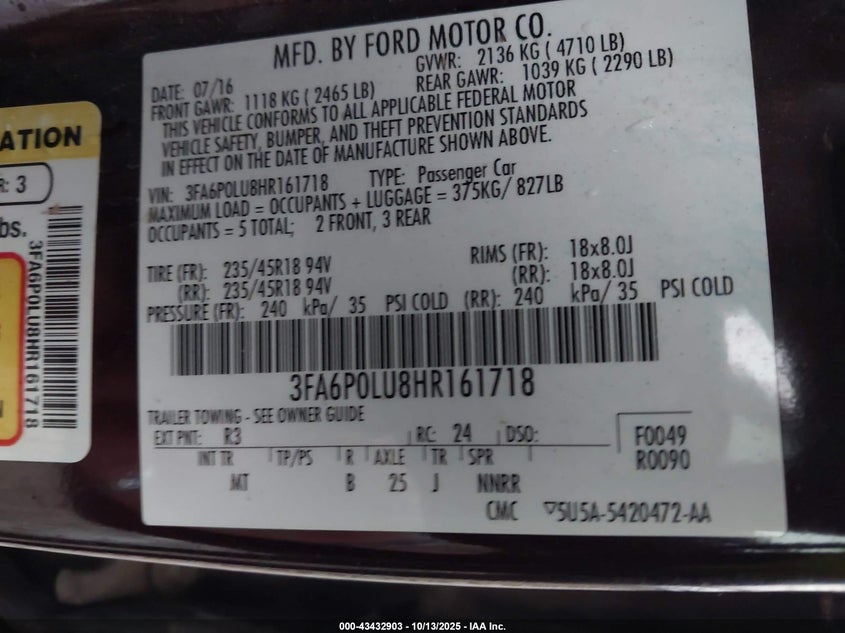 MFD. BY FORD MOTOR CO.
DATE: 07/16
GVWR: 2136 KG ( 4710 LB)
FRONT GAWR: 1118 KG ( 2465 LB)
REAR GAWR: 1039 KG ( 2290 LB)
THIS VEHICLE CONFORMS TO ALL APPLICABLE FEDERAL MOTOR
VEHICLE SAFETY, BUMPER, AND THEFT PREVENTION STANDARDS
IN EFFECT ON THE DATE OF MANUFACTURE SHOWN ABOVE.
VIN: 3FA6P0LU8HR161718 TYPE: Passenger Car
MAXIMUM LOAD = OCCUPANTS + LUGGAGE = 375KG/ 827LB
OCCUPANTS = 5 TOTAL; 2 FRONT, 3 REAR
TIRE (FR): 235/45R18 94V RIMS (FR): 18x8.0J
(RR): 235/45R18 94V (RR): 18x8.0J
PRESSURE (FR): 240 kPa/ 35 PSI COLD (RR): 240 kPa/ 35 PSI COLD
3FA6P0LU8HR161718
TRAILER TOWING - SEE OWNER GUIDE
EXT PNT: R3 RC: 24 DSO: F0049
R0090
INT TR TP/PS R AXLE TR SPR
MT B 25 J NNRR
CMC 5U5A-5420472-AA
ATION
R: 3
bs.
3FA6P0LU8HR161718
000-43432903 - 10/13/2025 - IAA Inc.